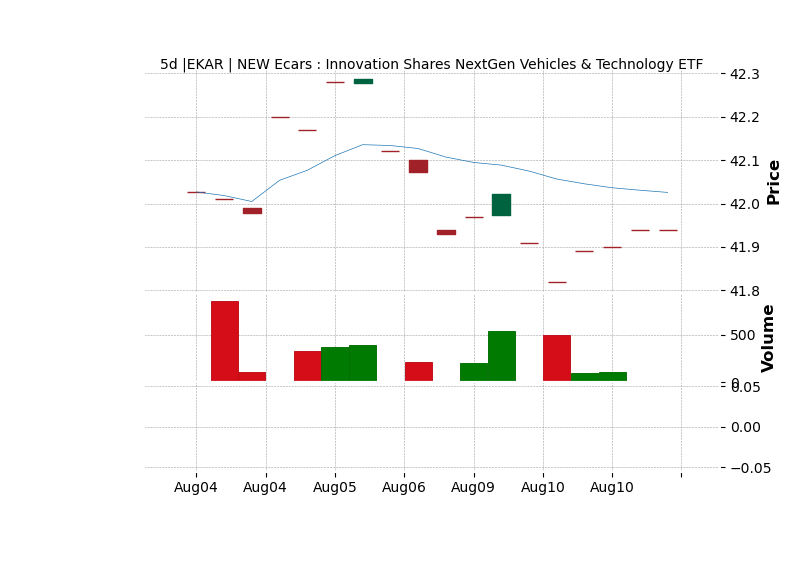 5d |EKAR | NEW Ecars : Innovation Shares NextGen Vehicles & Technology ETF
42.3
42.2
42.1
42.0
41.9
41.8
Price
500
0
Volume
0.05
0.00
−0.05
Aug04 Aug04 Aug05 Aug06 Aug09 Aug10 Aug10